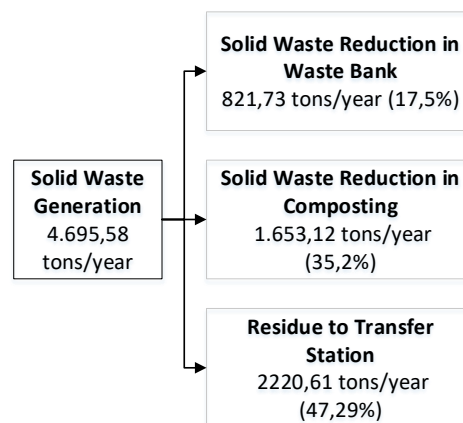 Solid Waste Reduction in
Waste Bank
821,73 tons/year (17,5%)
Solid Waste
Generation
4.695,58
tons/year
Solid Waste Reduction in
Composting
1.653,12 tons/year
(35,2%)
Residue to Transfer
Station
2220,61 tons/year
(47,29%)